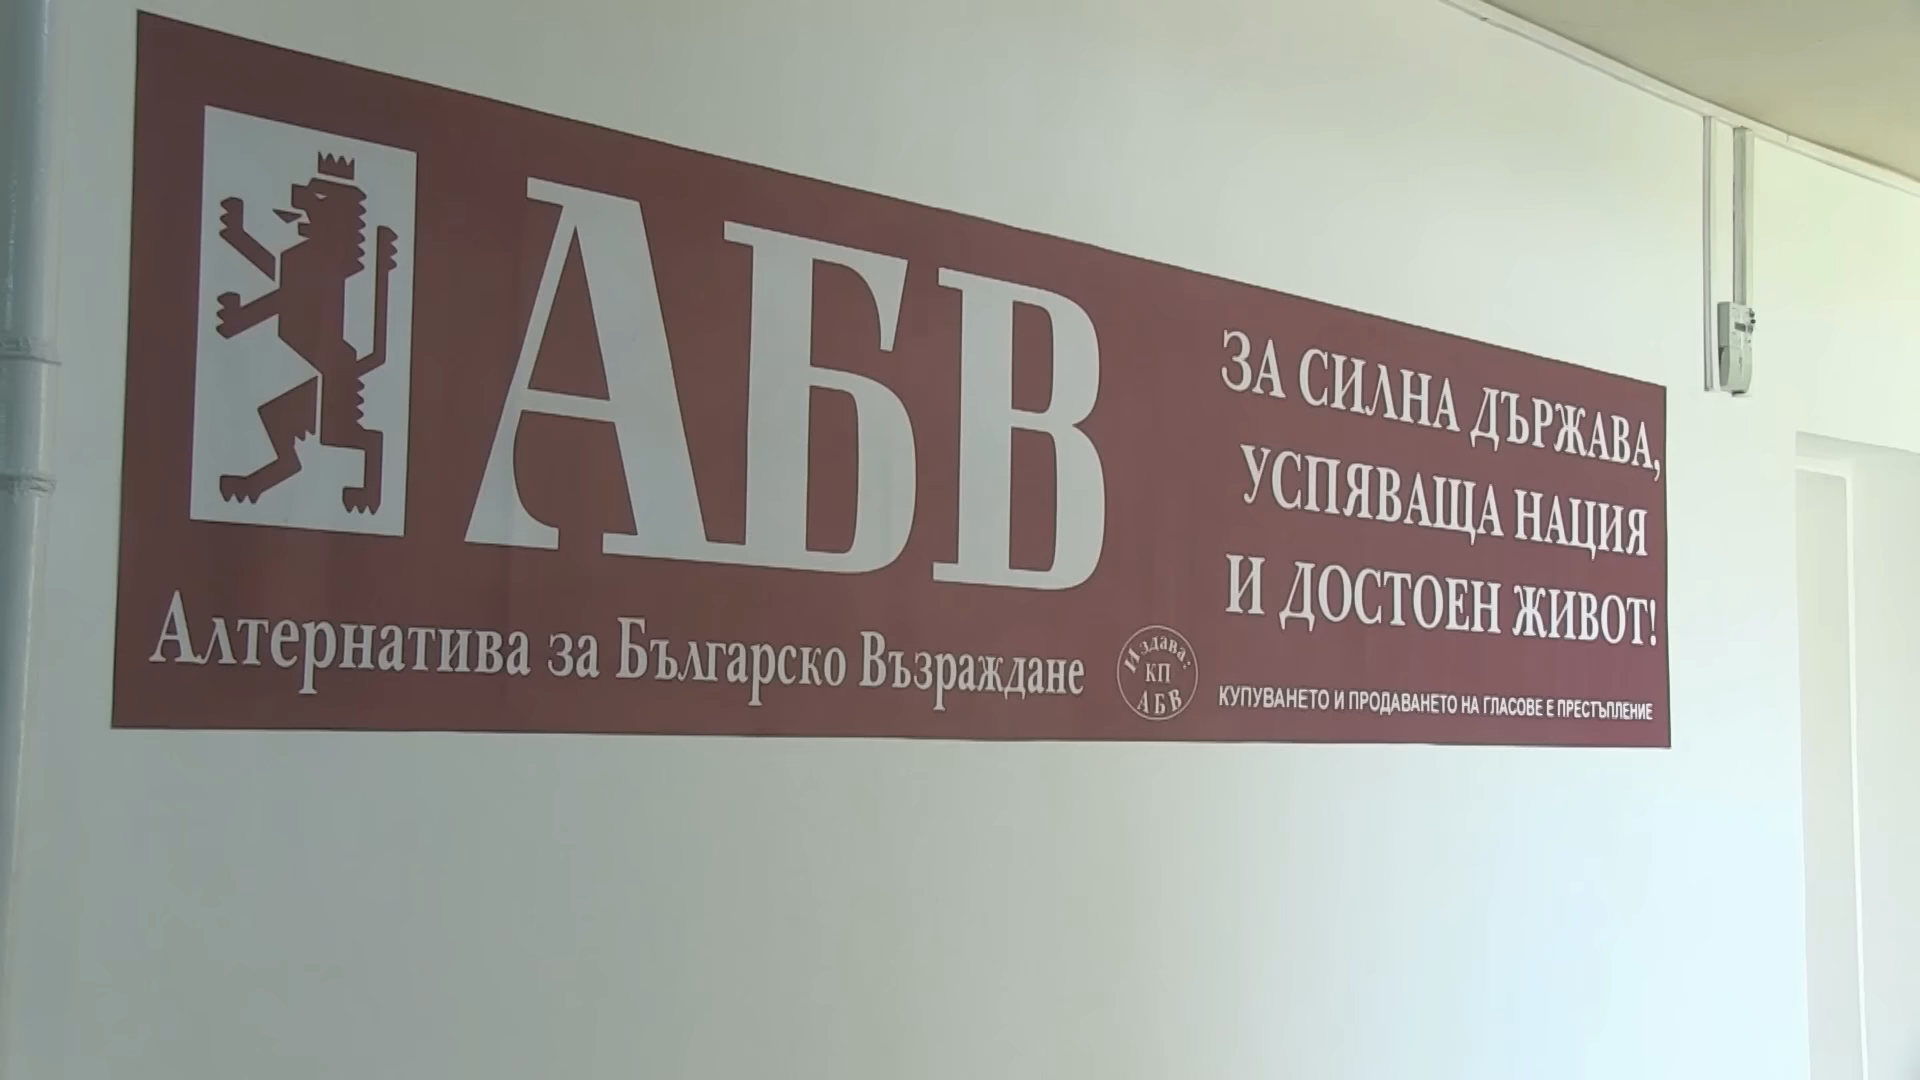 АБВ
Алтернатива за Българско Възраждане
Издава:
КП
АБВ
ЗА СИЛНА ДЪРЖАВА,
УСПЯВАЩА НАЦИЯ
И ДОСТОЕН ЖИВОТ!
КУПУВАНЕТО И ПРОДАВАНЕТО НА ГЛАСОВЕ Е ПРЕСТЪПЛЕНИЕ